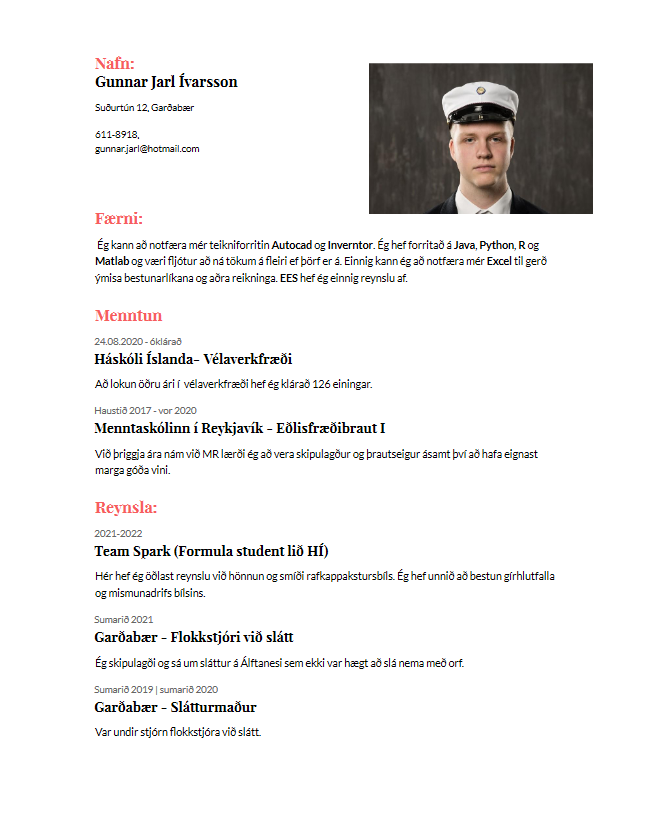 Nafn:
Gunnar Jarl Ívarsson
Suðurtún 12, Garðabær
611-8918,
gunnar.jarl@hotmail.com
Færni:
Ég kann að notfæra mér teikniforritin Autocad og Inverntor. Ég hef forritað á Java, Python, R og
Matlab og væri fljótur að ná tökum á fleiri ef þörf er á. Einnig kann ég að notfæra mér Excel til gerð
ýmisa bestunarlíkana og aðra reikninga. EES hef ég einnig reynslu af.
Menntun
24.08.2020 - óklárað
Háskóli Íslanda– Vélaverkfræði
Að lokun öðru ári í vélaverkfræði hef ég klárað 126 einingar.
Haustið 2017 - vor 2020
Menntaskólinn í Reykjavík - Eðlisfræðibraut I
Við þriggja ára nám við MR lærði ég að vera skipulagður og þrautseigur ásamt því að hafa eignast
marga góða vini.
Reynsla:
2021-2022
Team Spark (Formula student lið HÍ)
Hér hef ég öðlast reynslu við hönnun og smíði rafkappakstursbíls. Ég hef unnið að bestun gírhlutfalla
og mismunadrifs bílsins.
Sumarið 2021
Garðabær - Flokkstjóri við slátt
Ég skipulagði og sá um sláttur á Álftanesi sem ekki var hægt að slá nema með orf.
Sumarið 2019 | sumarið 2020
Garðabær - Slátturmaður
Var undir stjórn flokkstjóra við slátt.